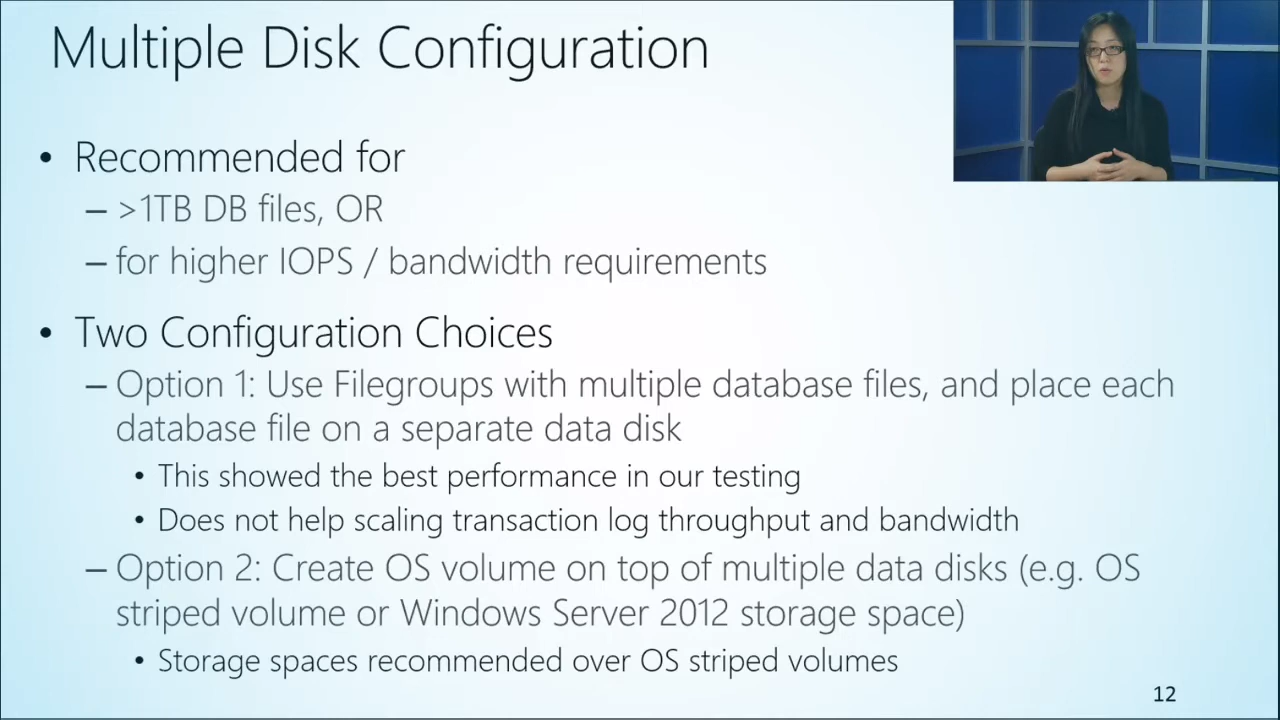 Multiple Disk Configuration
• Recommended for
– >1TB DB files, OR
– for higher IOPS / bandwidth requirements
• Two Configuration Choices
– Option 1: Use Filegroups with multiple database files, and place each
database file on a separate data disk
• This showed the best performance in our testing
• Does not help scaling transaction log throughput and bandwidth
– Option 2: Create OS volume on top of multiple data disks (e.g. OS
striped volume or Windows Server 2012 storage space)
• Storage spaces recommended over OS striped volumes
12